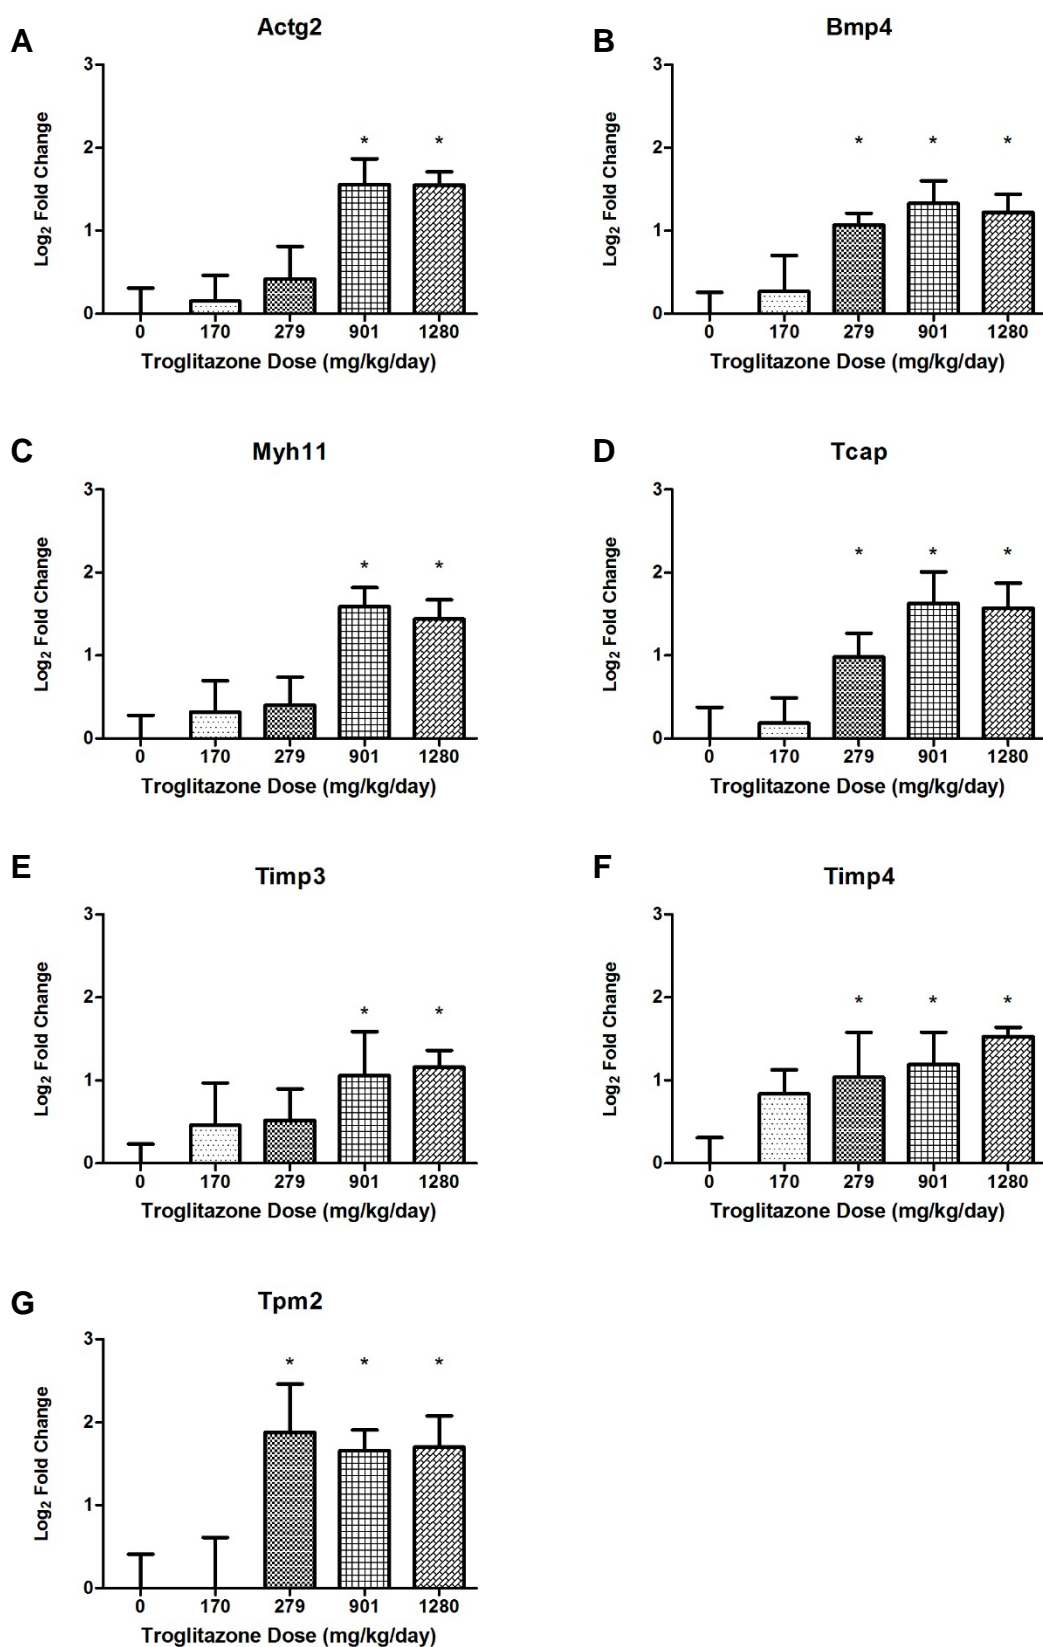 A
Actg2
3
2
1
0
Log₂ Fold Change
* *
0 170 279 901 1280
Troglitazone Dose (mg/kg/day)
B
Bmp4
3
2
1
0
Log₂ Fold Change
* * *
0 170 279 901 1280
Troglitazone Dose (mg/kg/day)
C
Myh11
3
2
1
0
Log₂ Fold Change
* *
0 170 279 901 1280
Troglitazone Dose (mg/kg/day)
D
Tcap
3
2
1
0
Log₂ Fold Change
* * *
0 170 279 901 1280
Troglitazone Dose (mg/kg/day)
E
Timp3
3
2
1
0
Log₂ Fold Change
* *
0 170 279 901 1280
Troglitazone Dose (mg/kg/day)
F
Timp4
3
2
1
0
Log₂ Fold Change
* * *
0 170 279 901 1280
Troglitazone Dose (mg/kg/day)
G
Tpm2
3
2
1
0
Log₂ Fold Change
* * *
0 170 279 901 1280
Troglitazone Dose (mg/kg/day)